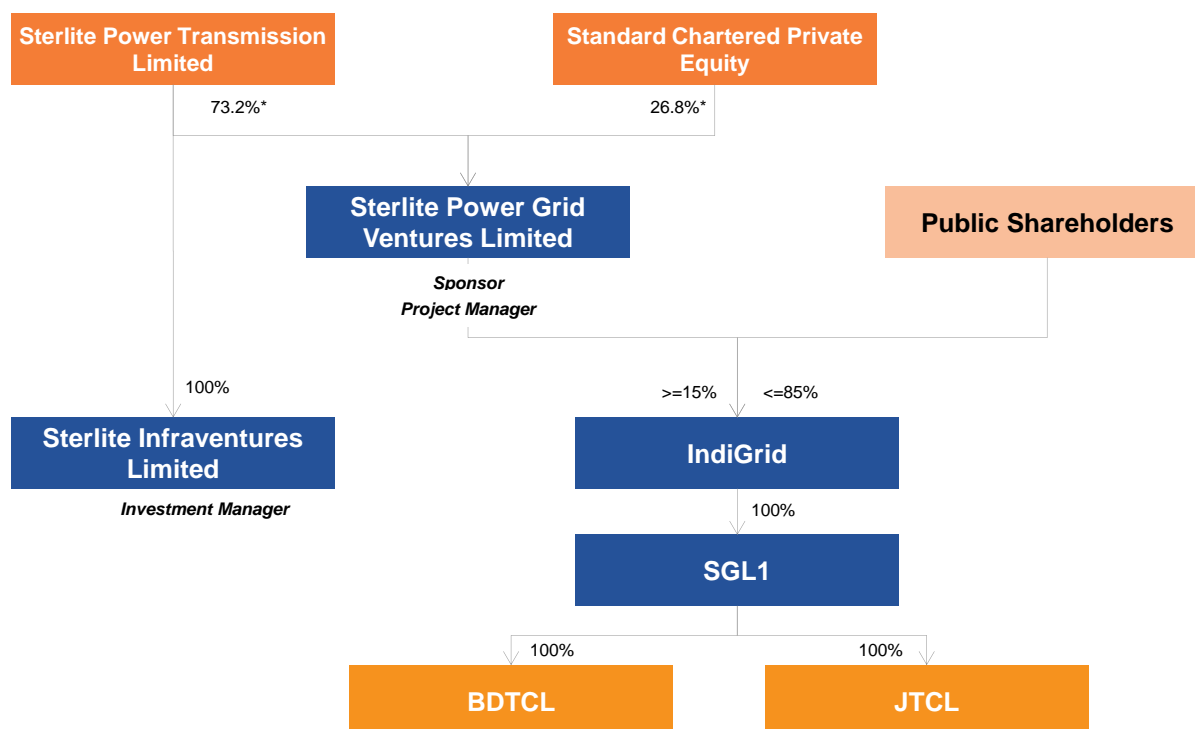 Sterlite Power Transmission
Limited
Standard Chartered Private
Equity
73.2%*
26.8%*
Sterlite Power Grid
Ventures Limited
Public Shareholders
Sponsor
Project Manager
100%
>=15%
<=85%
Sterlite Infraventures
Limited
IndiGrid
Investment Manager
100%
SGL1
100%
100%
BDTCL
JTCL